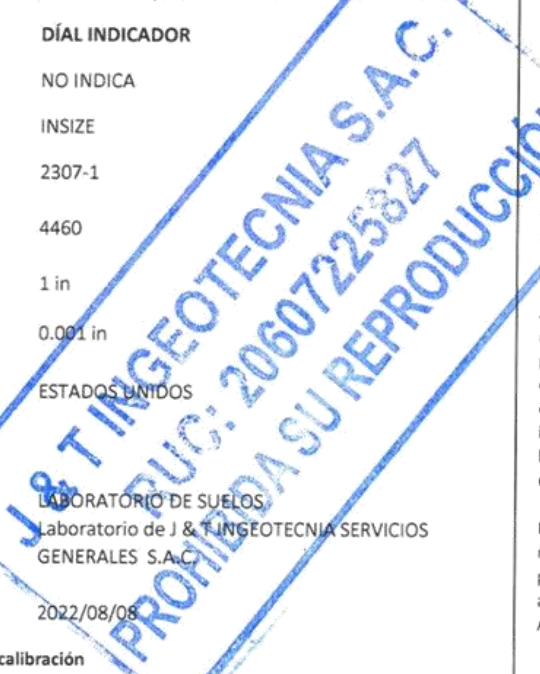 DÍAL INDICADOR
NO INDICA
INSIZE
2307-1
4460
1 in
0.001 in
ESTADOS UNIDOS
LABORATORIO DE SUELOS
Laboratorio de J & T INGEOTECNIA SERVICIOS
GENERALES S.A.C.
2022/08/08
calibración
J & T INGEOTECNIA S.A.C.
RUC: 20607225827
PROHIBIDA SU REPRODUCCIÓN